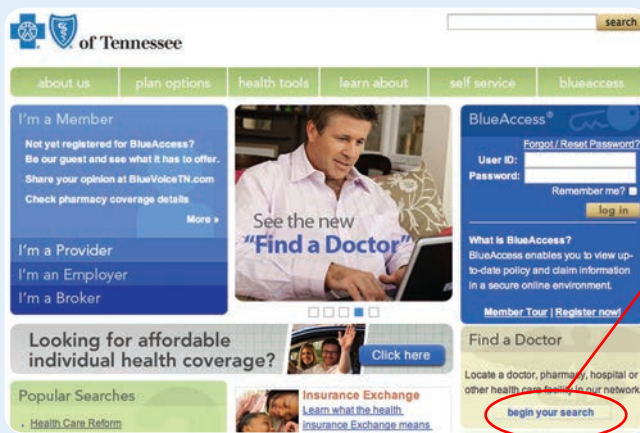 of Tennessee
search
about us
plan options
health tools
learn about
self service
blueaccess
I'm a Member
Not yet registered for BlueAccess?
Be our guest and see what it has to offer.
Share your opinion at BlueVoiceTN.com
Check pharmacy coverage details
More »
I'm a Provider
I'm an Employer
I'm a Broker
See the new
"Find a Doctor"
BlueAccess®
Forgot / Reset Password?
User ID:
Password:
Remember me?
log in
What is BlueAccess?
BlueAccess enables you to view up-
to-date policy and claim information
in a secure online environment.
Member Tour | Register now!
Looking for affordable
individual health coverage?
Click here
Find a Doctor
Locate a doctor, pharmacy, hospital or
other health care facility in our network.
begin your search
Popular Searches
Health Care Reform
Insurance Exchange
Learn what the health
insurance Exchange means